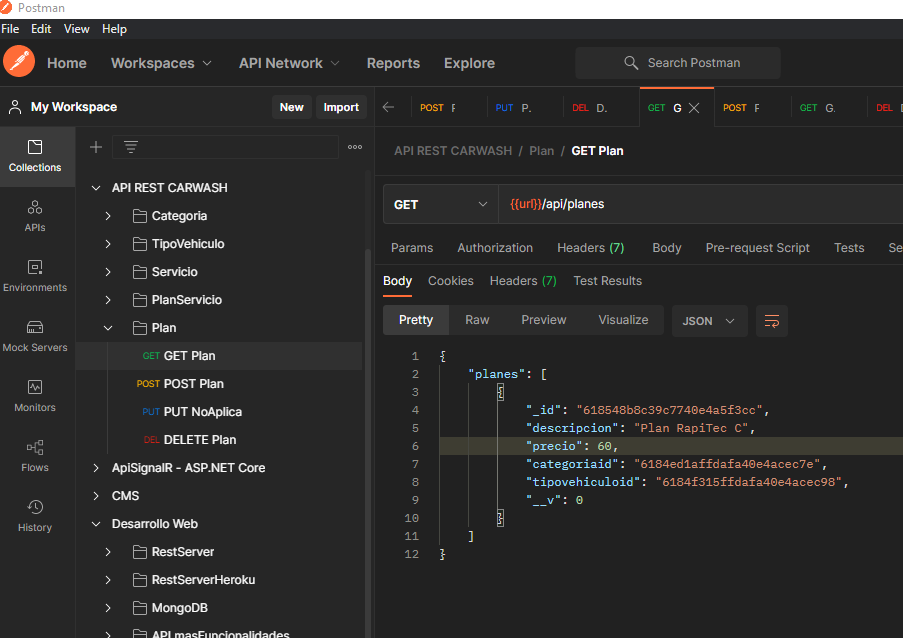 Postman
File Edit View Help
Home Workspaces API Network Reports Explore Search Postman
My Workspace New Import
POST F PUT P. DEL D. GET G POST F GET G. DEL
API REST CARWASH / Plan / GET Plan
GET {{url}}/api/planes
Params Authorization Headers (7) Body Pre-request Script Tests Se
Body Cookies Headers (7) Test Results
Pretty Raw Preview Visualize JSON
Collections
APIs
Environments
Mock Servers
Monitors
Flows
History
API REST CARWASH
Categoria
TipoVehiculo
Servicio
PlanServicio
Plan
GET GET Plan
POST POST Plan
PUT PUT NoAplica
DEL DELETE Plan
ApiSignalR - ASP.NET Core
CMS
Desarrollo Web
RestServer
RestServerHeroku
MongoDB
API masFuncionalidades
1 {
2 "planes": [
3 {
4 "_id": "618548b8c39c7740e4a5f3cc",
5 "descripcion": "Plan RapiTec C",
6 "precio": 60,
7 "categoriaid": "6184ed1affdafa40e4acec7e",
8 "tipovehiculoid": "6184f315ffdafa40e4acec98",
9 "__v": 0
10 }
11 ]
12 }